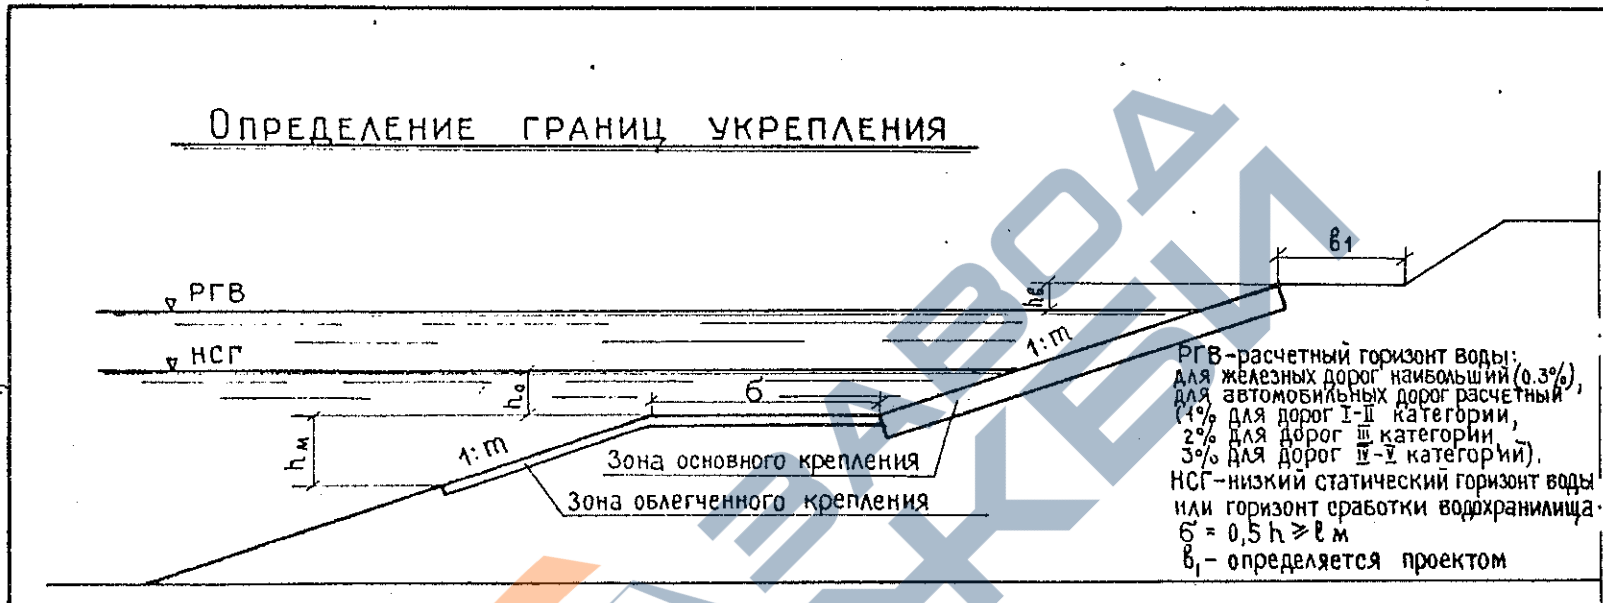 ОПРЕДЕЛЕНИЕ ГРАНИЦ УКРЕПЛЕНИЯ
в1
РГВ
hв
1:m
НСГ
РГВ-расчетный горизонт воды:
для железных дорог наибольший (0.3%),
для автомобильных дорог расчетный
(1% для дорог I-II категории,
2% для дорог III категории,
3% для дорог IV-V категорий).
НСГ-низкий статический горизонт воды
или горизонт сработки водохранилища.
б = 0,5 h ≥ l м
в1- определяется проектом
hо
б
hм
1:m
Зона основного крепления
Зона облегченного крепления
ЗАВОД
ЖБИ